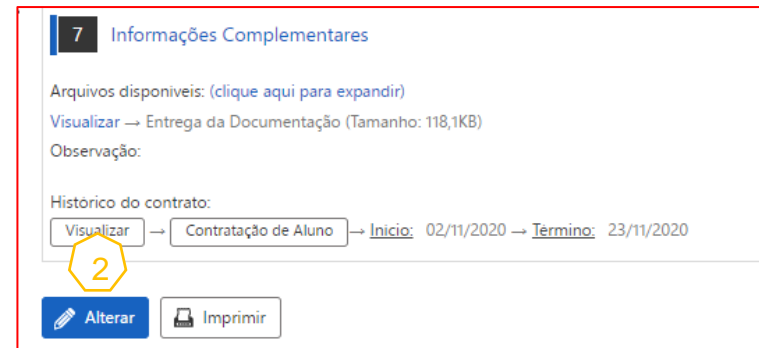 7 Informações Complementares
Arquivos disponíveis: (clique aqui para expandir)
Visualizar → Entrega da Documentação (Tamanho: 118,1KB)
Observação:
Histórico do contrato:
Visualizar → Contratação de Aluno → Início: 02/11/2020 → Término: 23/11/2020
2
Alterar Imprimir